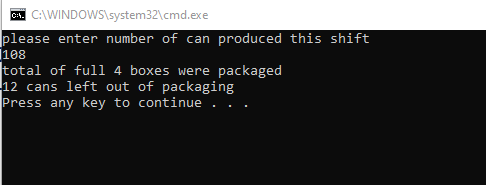 C:\WINDOWS\system32\cmd.exe
please enter number of can produced this shift
108
total of full 4 boxes were packaged
12 cans left out of packaging
Press any key to continue . . .